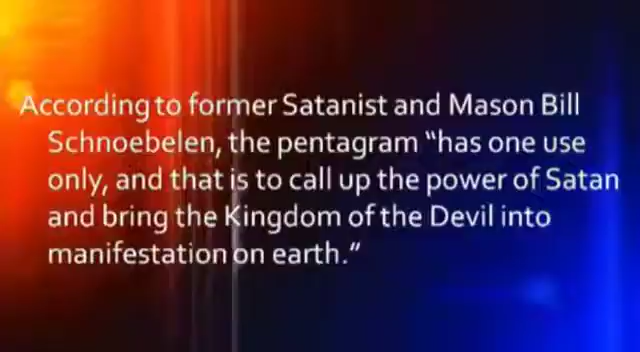 According to former Satanist and Mason Bill
Schnoebelen, the pentagram “has one use
only, and that is to call up the power of Satan
and bring the Kingdom of the Devil into
manifestation on earth.”